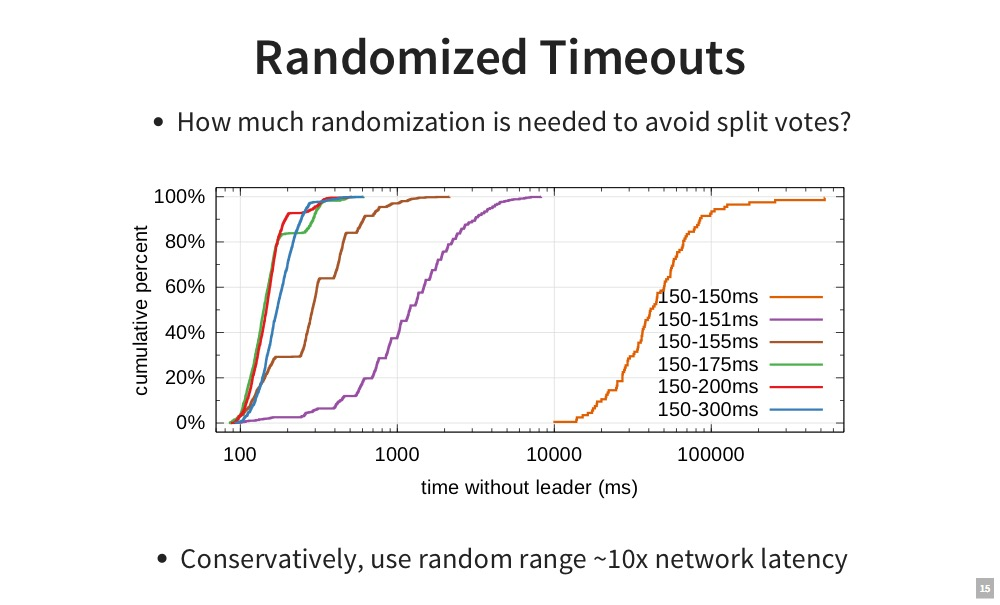 Randomized Timeouts
• How much randomization is needed to avoid split votes?
100%
80%
60%
40%
20%
0%
cumulative percent
150-150ms
150-151ms
150-155ms
150-175ms
150-200ms
150-300ms
100 1000 10000 100000
time without leader (ms)
• Conservatively, use random range ~10x network latency
15